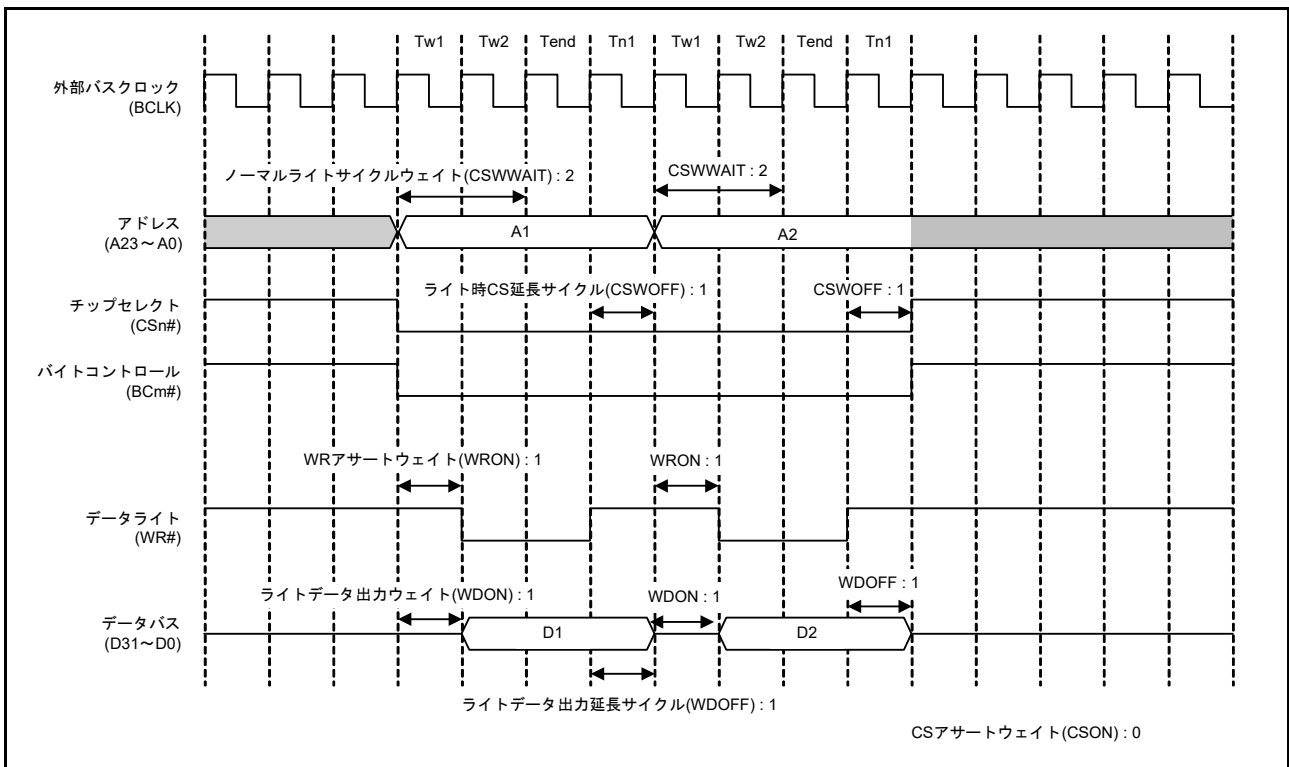 Tw1 Tw2 Tend Tn1 Tw1 Tw2 Tend Tn1
外部バスクロック
(BCLK)
ノーマルライトサイクルウェイト(CSWWAIT) : 2
CSWWAIT : 2
アドレス
(A23～A0)
A1
A2
ライト時CS延長サイクル(CSWOFF) : 1
CSWOFF : 1
チップセレクト
(CSn#)
バイトコントロール
(BCm#)
WRアサートウェイト(WRON) : 1
WRON : 1
データライト
(WR#)
ライトデータ出力ウェイト(WDON) : 1
WDON : 1
WDOFF : 1
データバス
(D31～D0)
D1
D2
ライトデータ出力延長サイクル(WDOFF) : 1
CSアサートウェイト(CSON) : 0